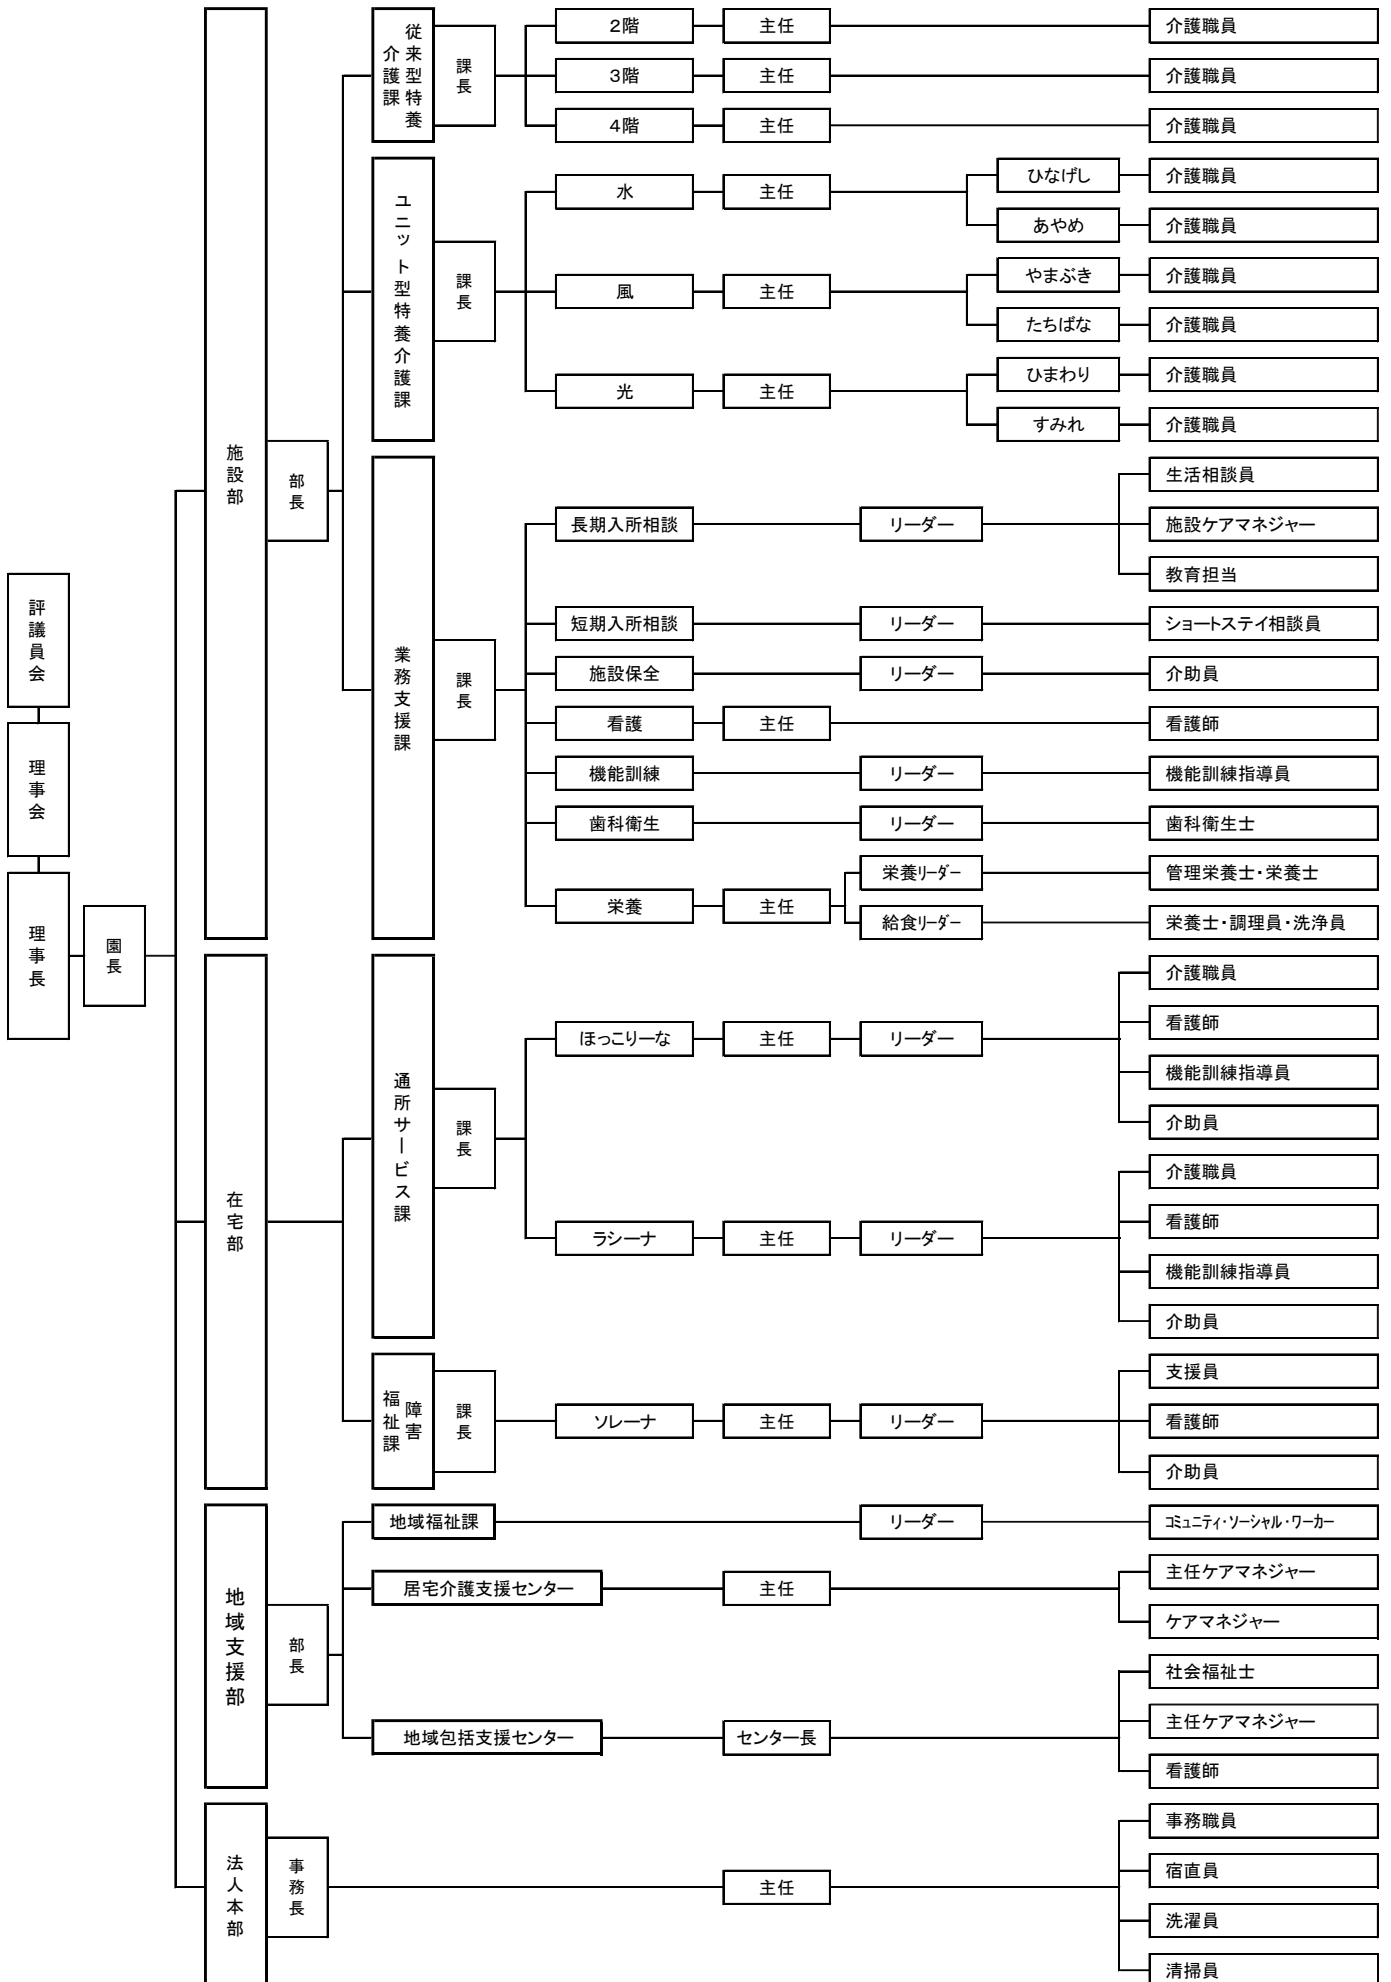 評議員会
理事会
理事長
園長
施設部
部長
従来型特養
介護課
課長
2階
主任
介護職員
3階
主任
介護職員
4階
主任
介護職員
ユニット型特養介護課
課長
水
主任
ひなげし
介護職員
あやめ
介護職員
風
主任
やまぶき
介護職員
たちばな
介護職員
光
主任
ひまわり
介護職員
すみれ
介護職員
業務支援課
課長
長期入所相談
リーダー
生活相談員
施設ケアマネジャー
教育担当
短期入所相談
リーダー
ショートステイ相談員
施設保全
リーダー
介助員
看護
主任
看護師
機能訓練
リーダー
機能訓練指導員
歯科衛生
リーダー
歯科衛生士
栄養
主任
栄養リーダー
管理栄養士・栄養士
給食リーダー
栄養士・調理員・洗浄員
在宅部
通所サービス課
課長
ほっこりーな
主任
リーダー
介護職員
看護師
機能訓練指導員
介助員
ラシーナ
主任
リーダー
介護職員
看護師
機能訓練指導員
介助員
障害
福祉課
課長
ソレーナ
主任
リーダー
支援員
看護師
介助員
地域支援部
部長
地域福祉課
リーダー
コミュニティ・ソーシャル・ワーカー
居宅介護支援センター
主任
主任ケアマネジャー
ケアマネジャー
地域包括支援センター
センター長
社会福祉士
主任ケアマネジャー
看護師
法人本部
事務長
主任
事務職員
宿直員
洗濯員
清掃員